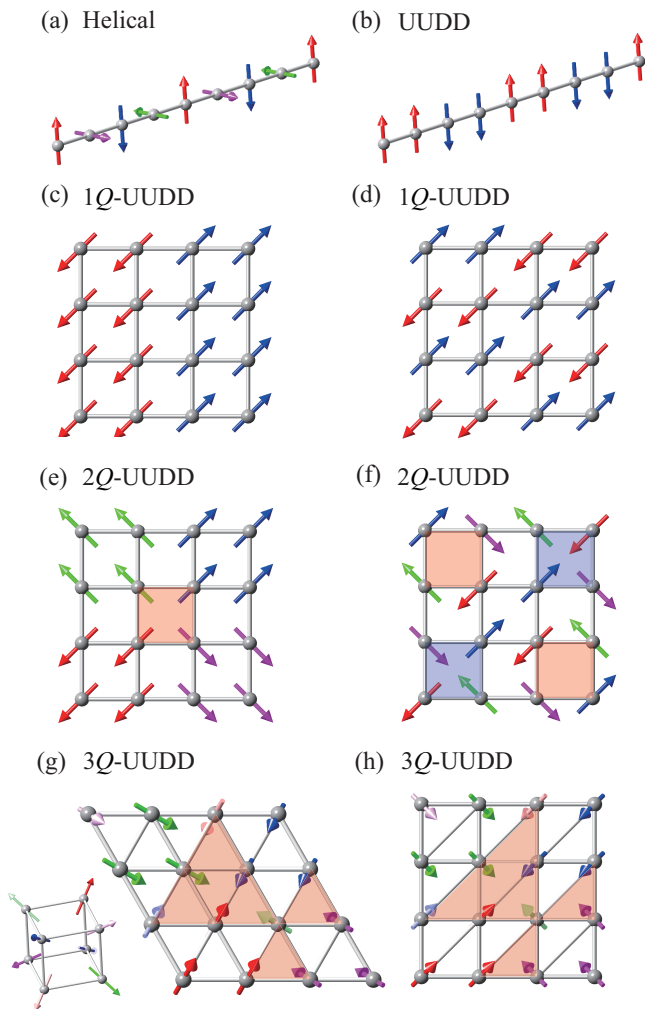 (a) Helical
(b) UUDD
(c) 1Q-UUDD
(d) 1Q-UUDD
(e) 2Q-UUDD
(f) 2Q-UUDD
(g) 3Q-UUDD
(h) 3Q-UUDD